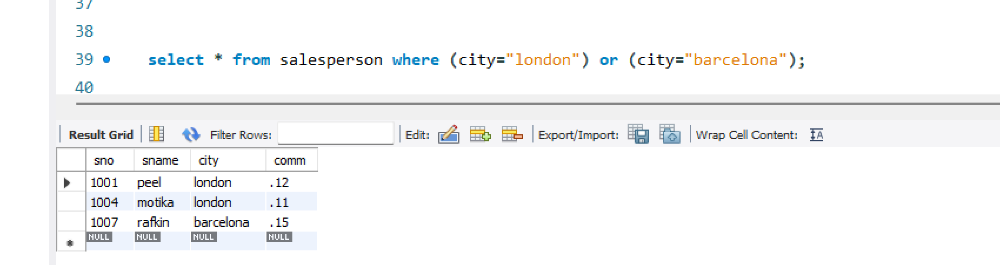 37
38
39 select * from salesperson where (city="london") or (city="barcelona");
40
Result Grid Filter Rows: Edit: Export/Import: Wrap Cell Content: IA
sno sname city comm
1001 peel london .12
1004 motika london .11
1007 rafkin barcelona .15
NULL NULL NULL NULL